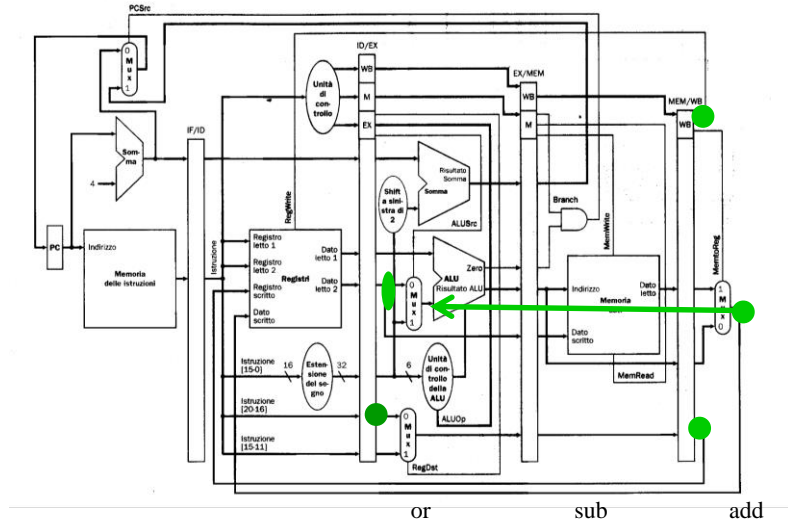 PCSrc
0
M
u
x
1
ID/EX
WB
M
EX
Unità
di
controllo
EX/MEM
WB
M
MEM/WB
WB
IF/ID
Som-
ma
4
Risultato
Somma
Somma
Shift
a sini-
stra di
2
Branch
RegWrite
ALUSrc
MemWrite
MemtoReg
PC
Indirizzo
Memoria
delle istruzioni
Istruzione
Registro
letto 1
Registro
letto 2
Registri
Registro
scritto
Dato
scritto
Dato
letto 1
Dato
letto 2
0
M
u
x
1
Zero
ALU
Risultato ALU
Indirizzo
Dato
letto
Memoria
Dato
scritto
1
M
u
x
0
Istruzione
[15-0]
16
Esten-
sione
del se-
gno
32
6
Unità
di con-
trollo
della
ALU
MemRead
Istruzione
[20-16]
ALUOp
0
M
u
x
1
Istruzione
[15-11]
RegDst
or sub add